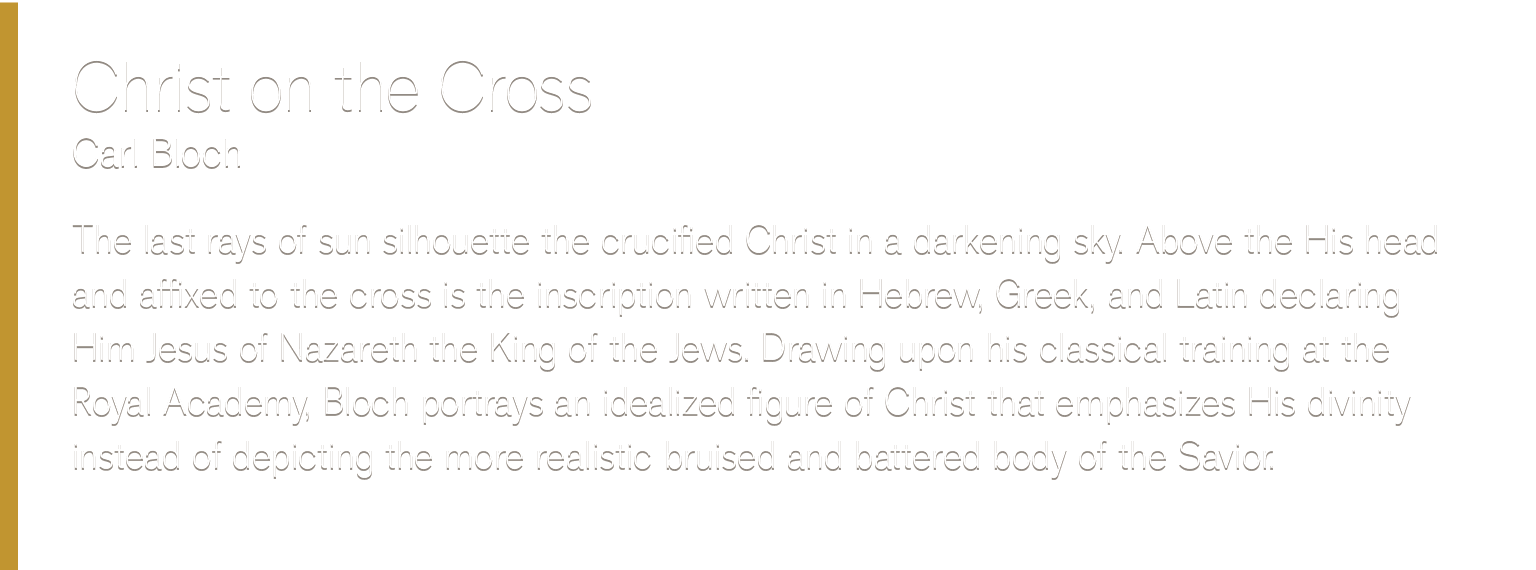 Christ on the Cross
Carl Bloch
The last rays of sun silhouette the crucified Christ in a darkening sky. Above the His head
and affixed to the cross is the inscription written in Hebrew, Greek, and Latin declaring
Him Jesus of Nazareth the King of the Jews. Drawing upon his classical training at the
Royal Academy, Bloch portrays an idealized figure of Christ that emphasizes His divinity
instead of depicting the more realistic bruised and battered body of the Savior.